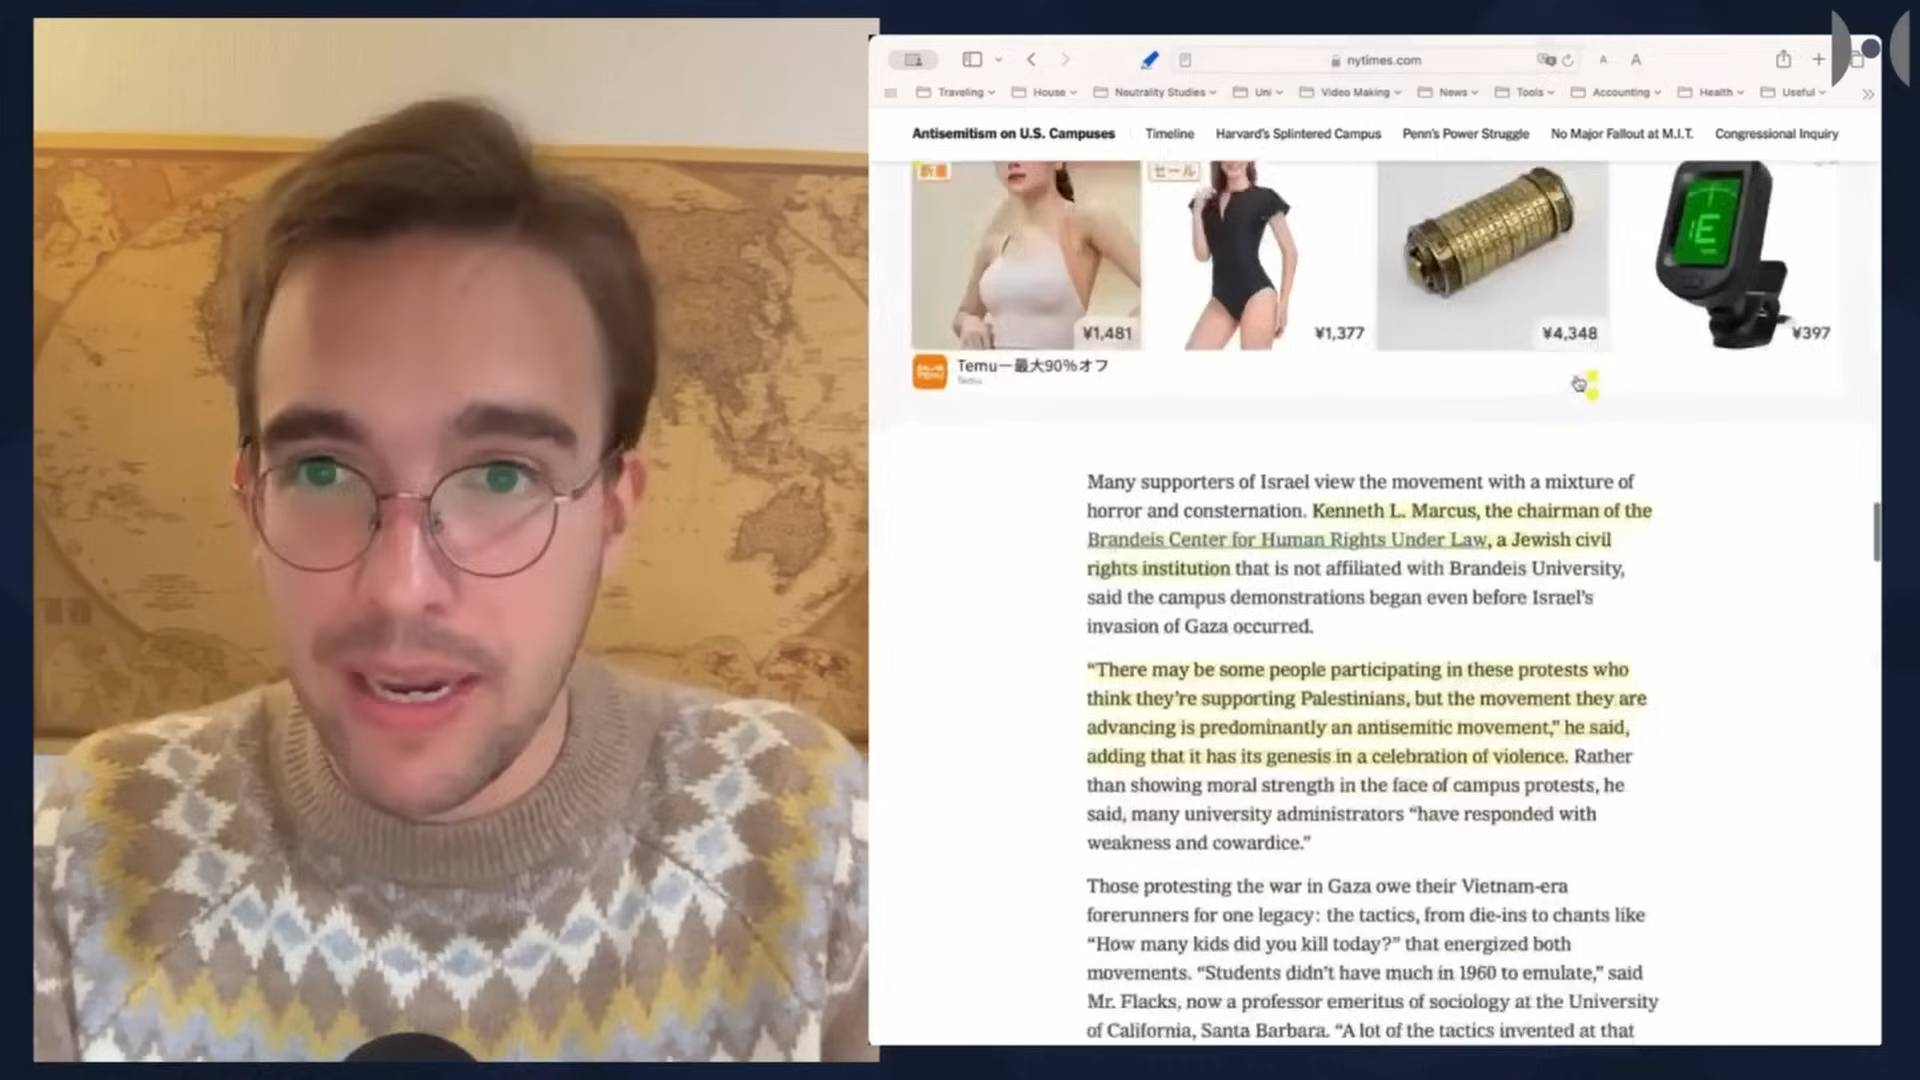 nytimes.com
A
A
Traveling
House
Neutrality Studies
Uni
Video Making
News
Tools
Accounting
Health
Useful
Antisemitism on U.S. Campuses
Timeline
Harvard's Splintered Campus
Penn's Power Struggle
No Major Fallout at M.I.T.
Congressional Inquiry
セール
E
¥1,481
¥1,377
¥4,348
¥397
Temu一最大90%オフ
Temu
Many supporters of Israel view the movement with a mixture of
horror and consternation. Kenneth L. Marcus, the chairman of the
Brandeis Center for Human Rights Under Law, a Jewish civil
rights institution that is not affiliated with Brandeis University,
said the campus demonstrations began even before Israel's
invasion of Gaza occurred.
“There may be some people participating in these protests who
think they're supporting Palestinians, but the movement they are
advancing is predominantly an antisemitic movement,” he said,
adding that it has its genesis in a celebration of violence. Rather
than showing moral strength in the face of campus protests, he
said, many university administrators “have responded with
weakness and cowardice.”
Those protesting the war in Gaza owe their Vietnam-era
forerunners for one legacy: the tactics, from die-ins to chants like
“How many kids did you kill today?” that energized both
movements. “Students didn't have much in 1960 to emulate,” said
Mr. Flacks, now a professor emeritus of sociology at the University
of California, Santa Barbara. “A lot of the tactics invented at that